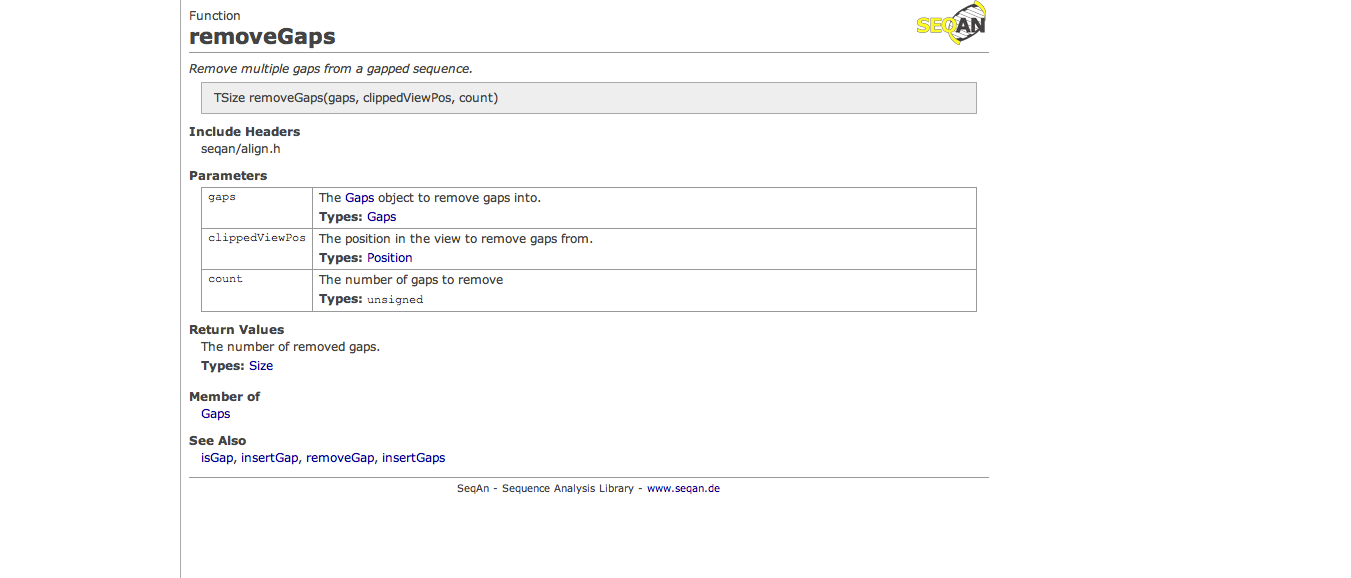 Function
removeGaps
SEQAN
Remove multiple gaps from a gapped sequence.
TSize removeGaps(gaps, clippedViewPos, count)
Include Headers
seqan/align.h
Parameters
gaps
The Gaps object to remove gaps into.
Types: Gaps
clippedViewPos
The position in the view to remove gaps from.
Types: Position
count
The number of gaps to remove
Types: unsigned
Return Values
The number of removed gaps.
Types: Size
Member of
Gaps
See Also
isGap, insertGap, removeGap, insertGaps
SeqAn - Sequence Analysis Library - www.seqan.de